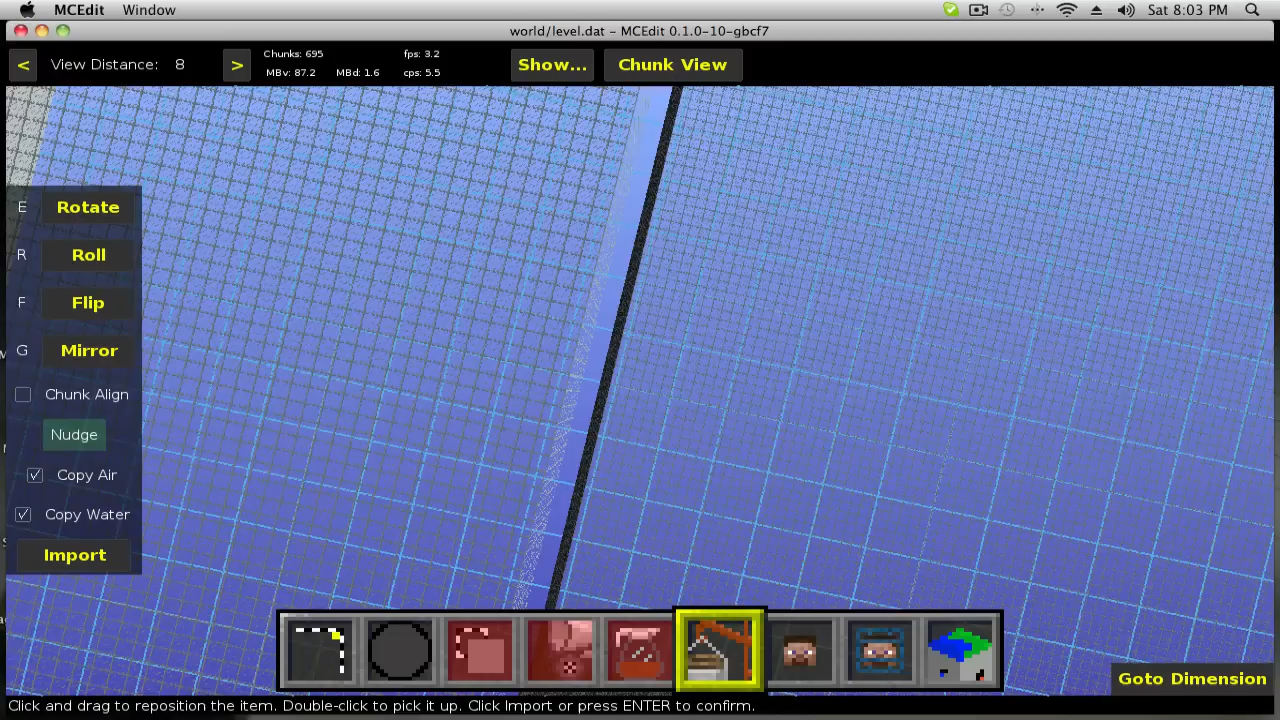 MCEdit Window Sat 8:03 PM
world/level.dat - MCEdit 0.1.0-10-gbcf7
< View Distance: 8 > Chunks: 695 fps: 3.2 Show... Chunk View
MBv: 87.2 MBd: 1.6 cps: 5.5
E Rotate
R Roll
F Flip
G Mirror
Chunk Align
Nudge
Copy Air
Copy Water
Import
Goto Dimension
Click and drag to reposition the item. Double-click to pick it up. Click Import or press ENTER to confirm.